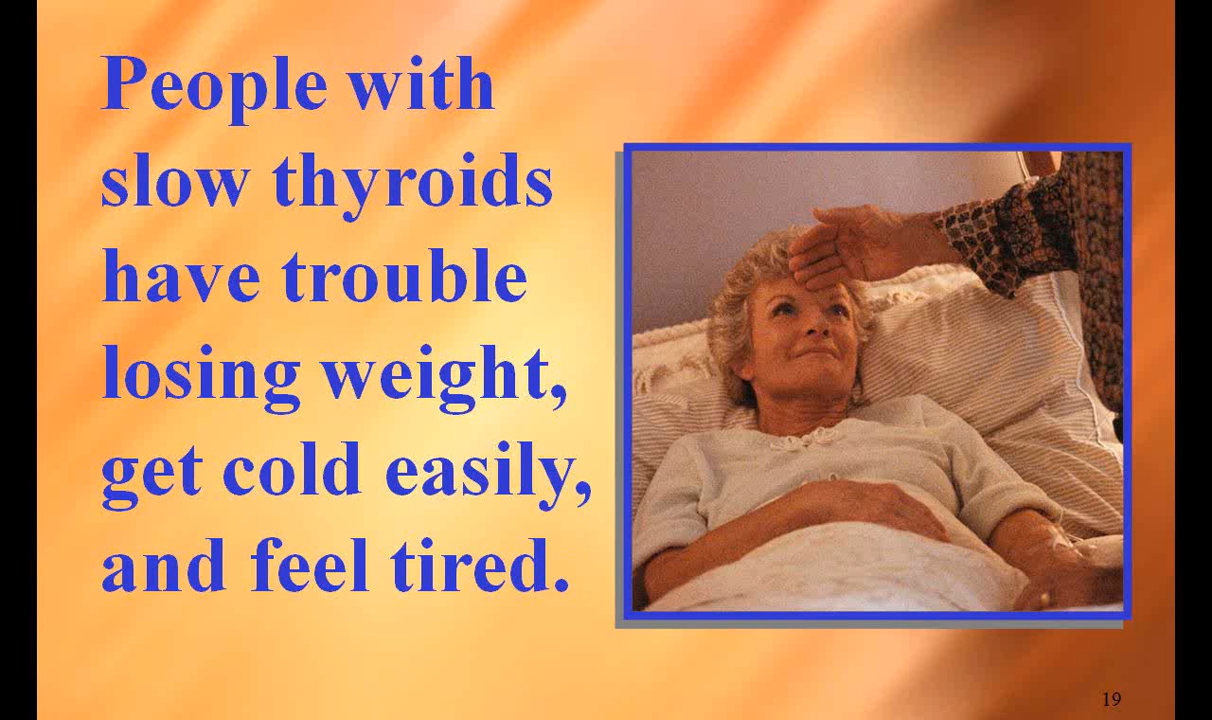 People with
slow thyroids
have trouble
losing weight,
get cold easily,
and feel tired.
19